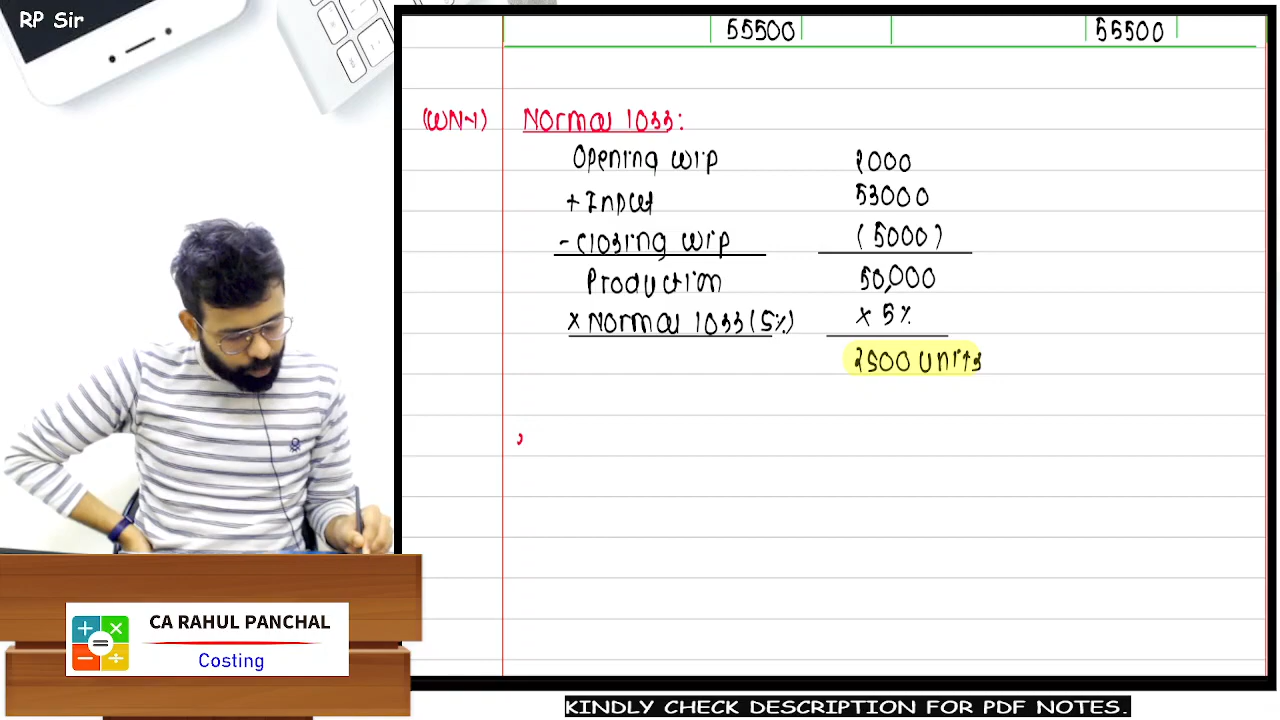 RP Sir
55500 55500
(WN-1) Normal loss:
Opening WIP 2000
+ Input 53000
- Closing WIP (5000)
Production 50,000
x Normal loss (5%) x 5%
2500 units
CA RAHUL PANCHAL
Costing
KINDLY CHECK DESCRIPTION FOR PDF NOTES.